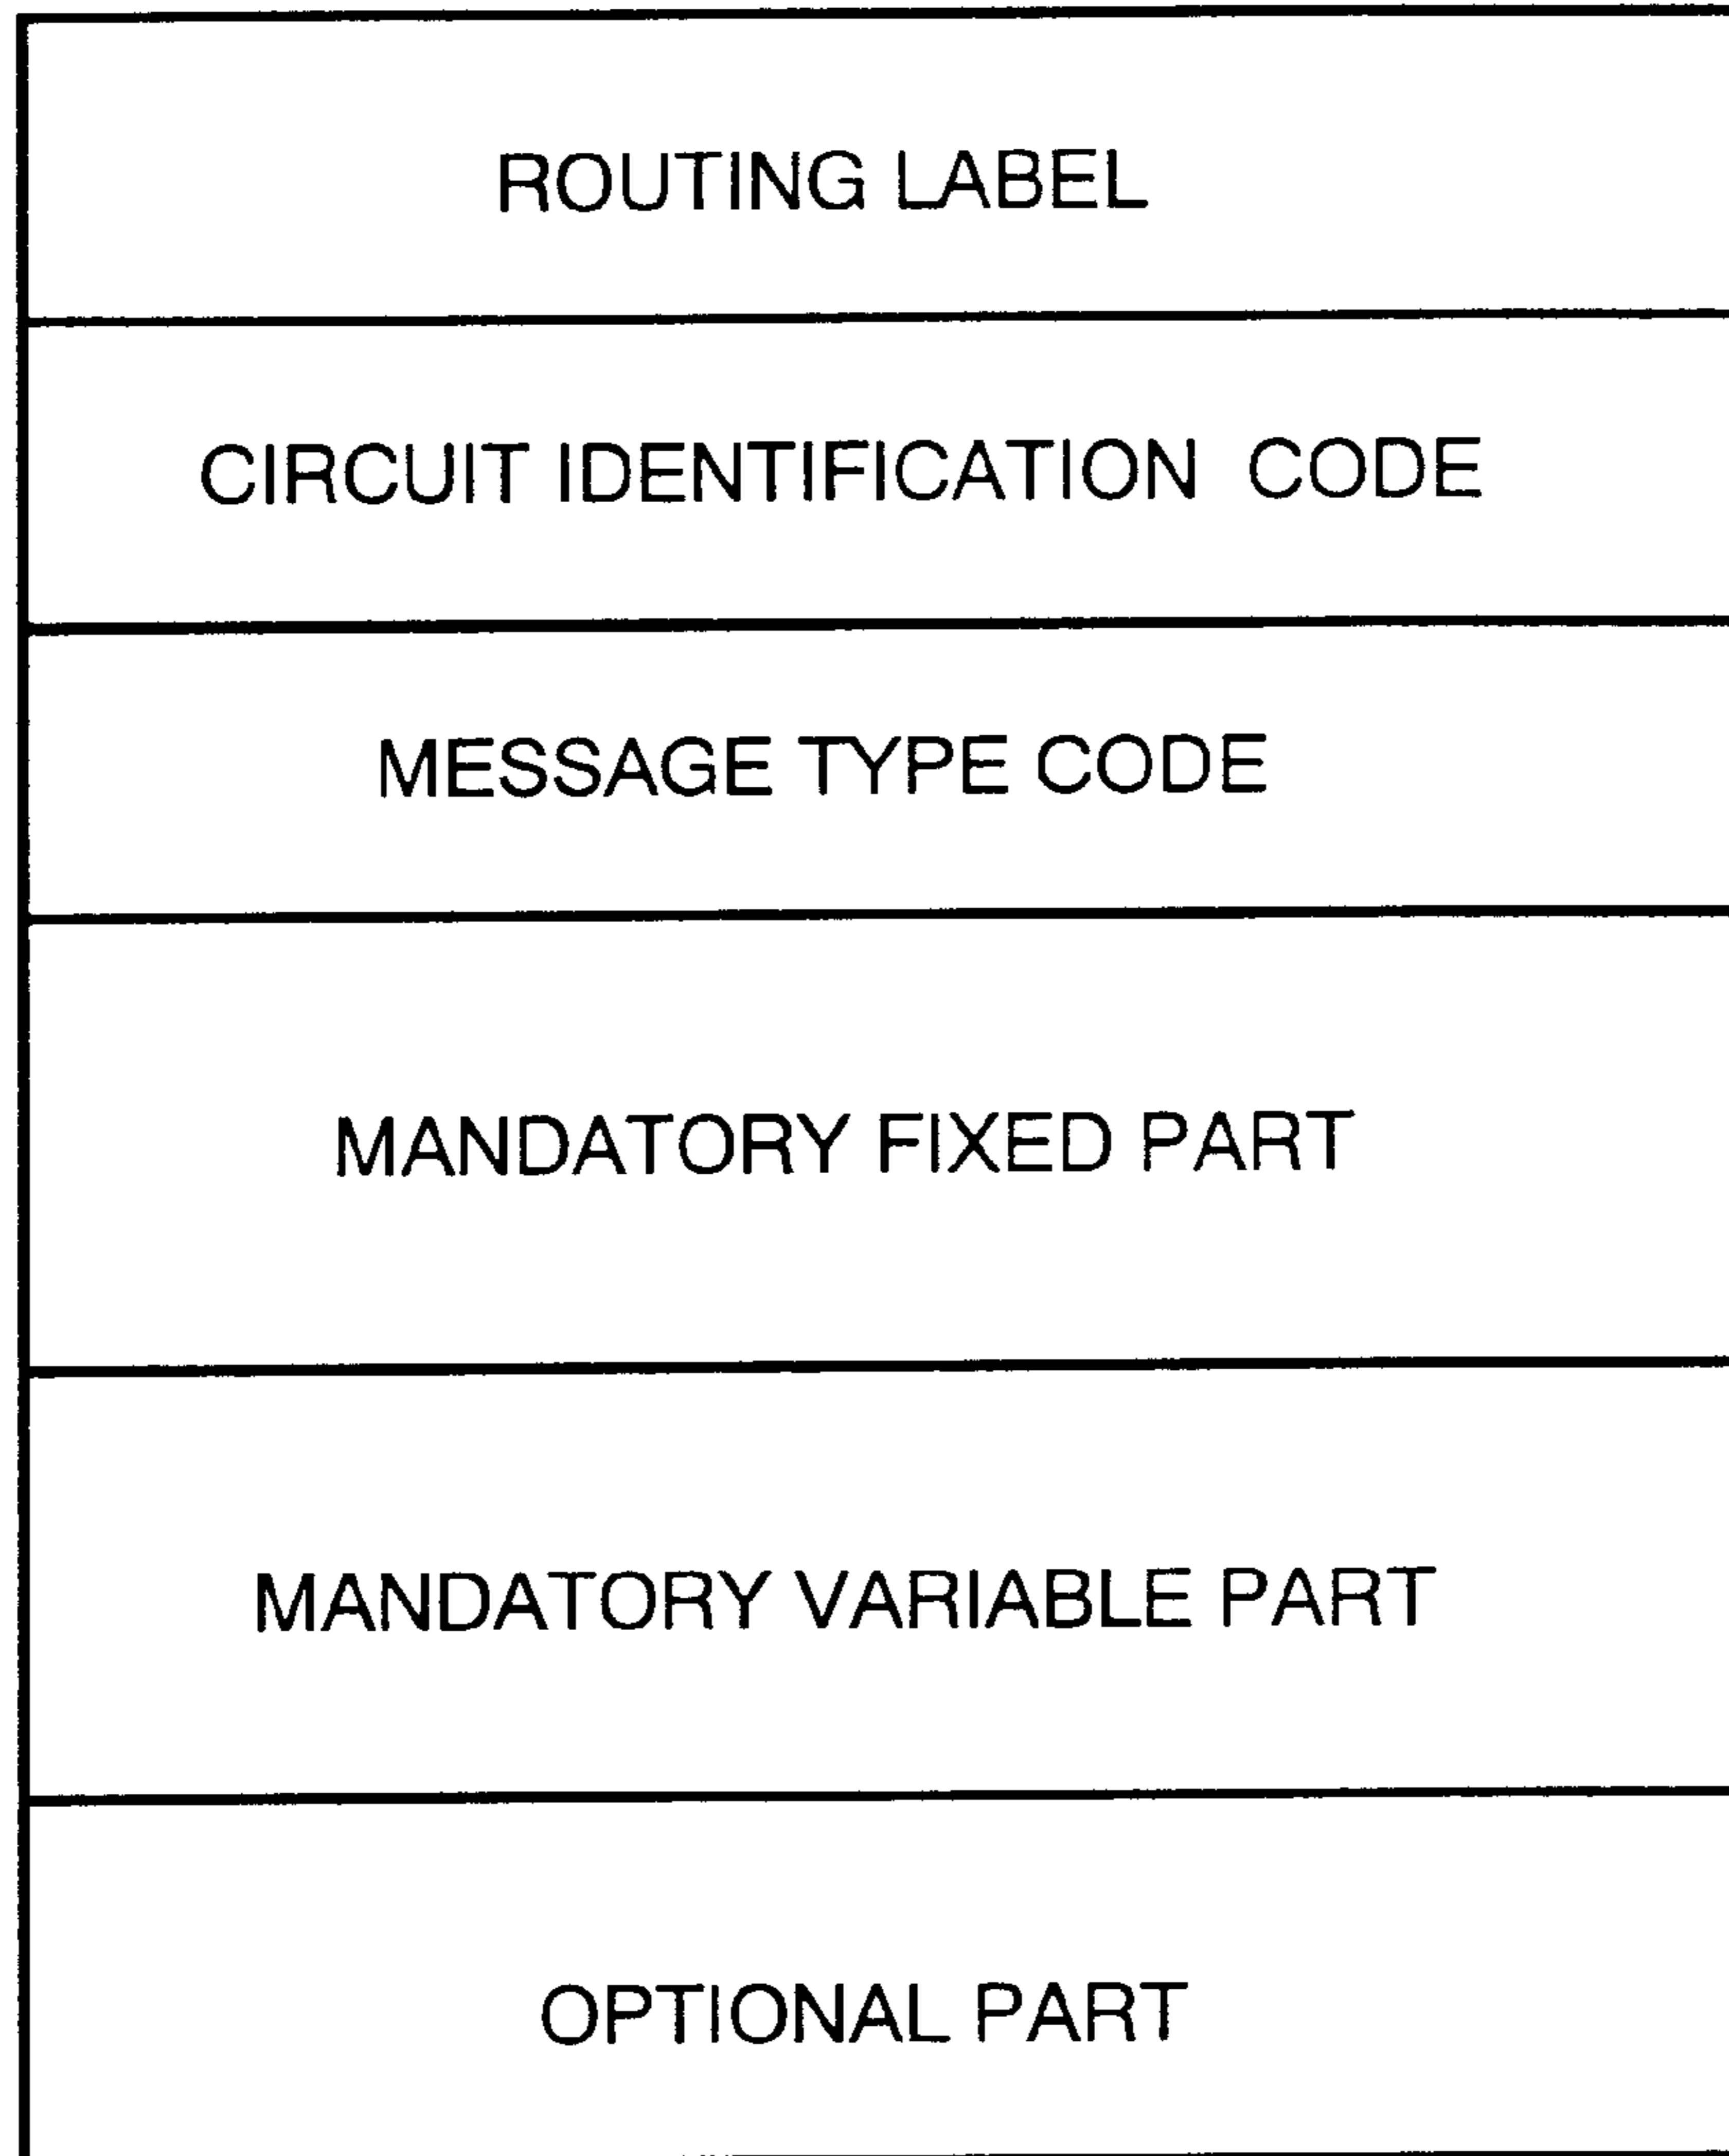 ROUTING LABEL
CIRCUIT IDENTIFICATION CODE
MESSAGE TYPE CODE
MANDATORY FIXED PART
MANDATORY VARIABLE PART
OPTIONAL PART